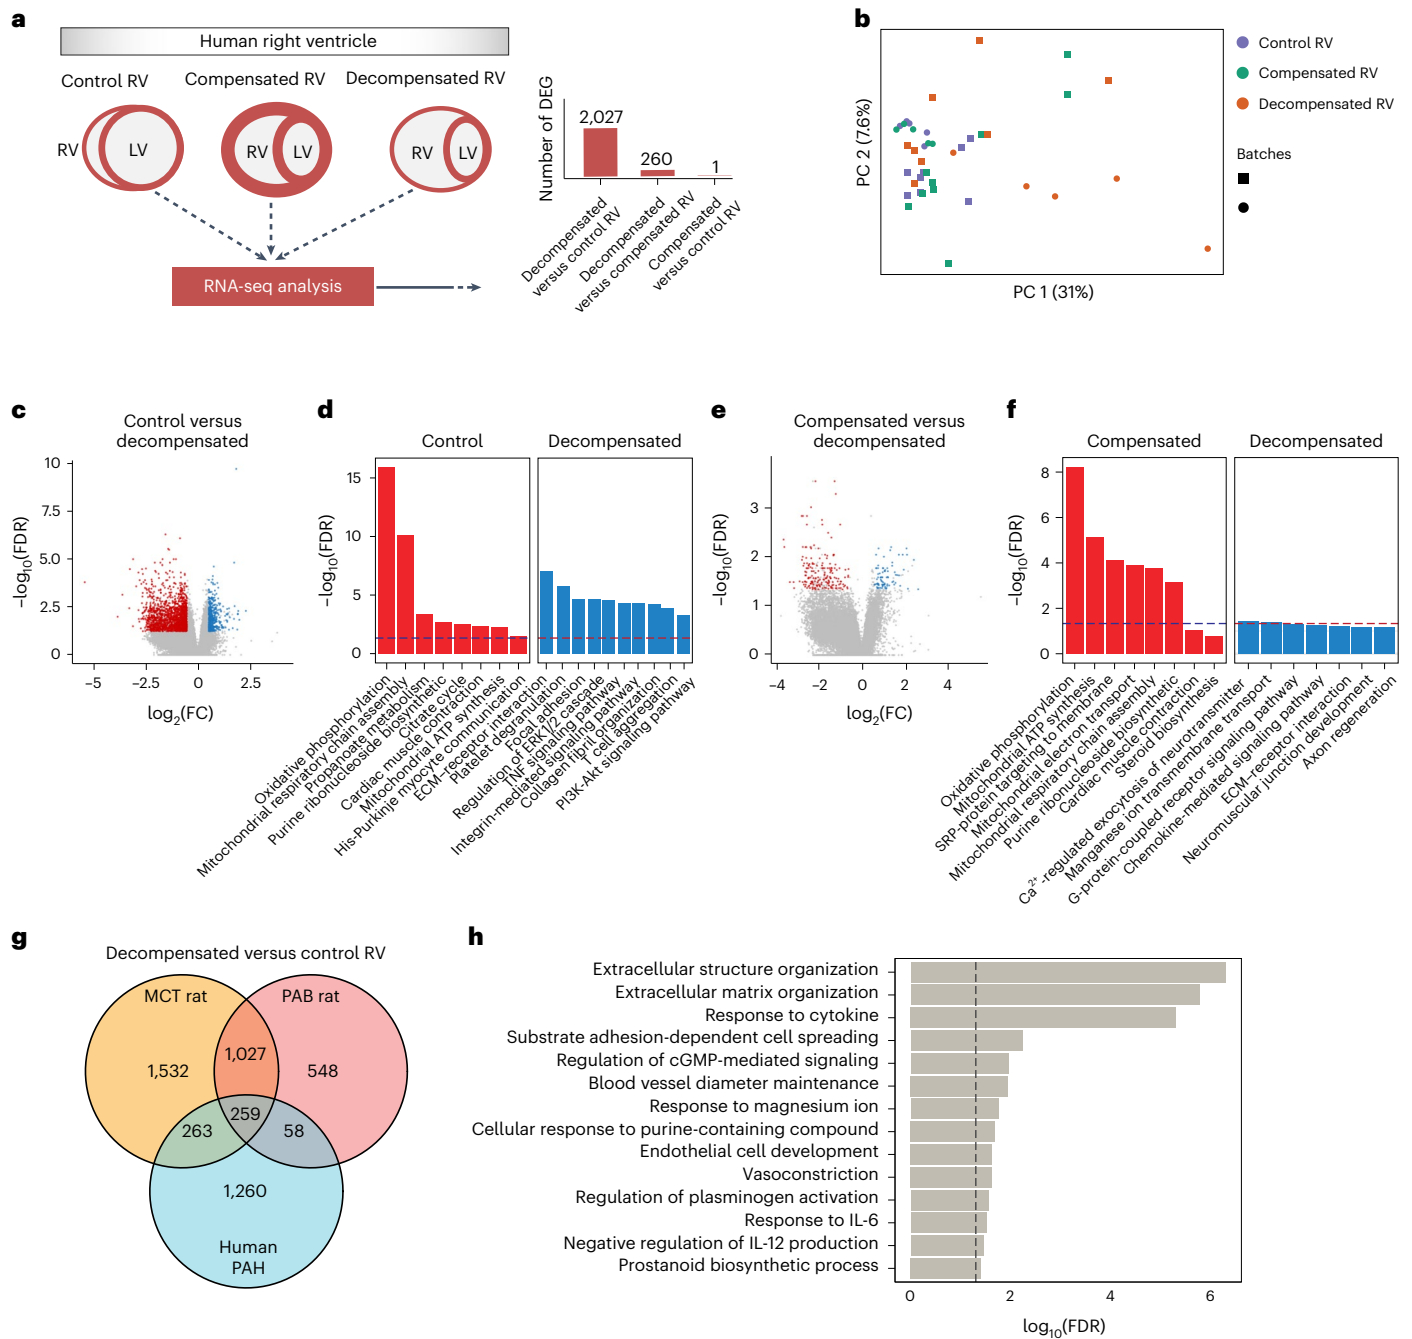 a
Human right ventricle
Control RV
Compensated RV
Decompensated RV
RV
LV
RV
LV
RV
LV
RNA-seq analysis
Number of DEG
2,027
260
1
Decompensated
versus control RV
Decompensated
versus compensated RV
Compensated
versus control RV
b
PC 2 (7.6%)
PC 1 (31%)
Control RV
Compensated RV
Decompensated RV
Batches
c
Control versus
decompensated
−log10(FDR)
10
7.5
5.0
2.5
0
−5
−2.5
0
2.5
log2(FC)
d
Control
Decompensated
−log10(FDR)
15
10
5
0
Oxidative phosphorylation
Mitochondrial respiratory chain assembly
Propanoate metabolism
Purine ribonucleoside biosynthetic
Citrate cycle
Cardiac muscle contraction
Mitochondrial ATP synthesis
His-Purkinje myocyte communication
ECM–receptor interaction
Platelet degranulation
Focal adhesion
Regulation of ERK1/2 cascade
TNF signaling pathway
Integrin-mediated signaling pathway
Collagen fibril organization
T cell aggregation
PI3K-Akt signaling pathway
e
Compensated versus
decompensated
−log10(FDR)
3
2
1
0
−4
−2
0
2
4
log2(FC)
f
Compensated
Decompensated
−log10(FDR)
8
6
4
2
0
Oxidative phosphorylation
Mitochondrial ATP synthesis
SRP-protein targeting to membrane
Mitochondrial electron transport
Mitochondrial respiratory chain assembly
Purine ribonucleoside biosynthetic
Cardiac muscle contraction
Steroid biosynthesis
Ca2+-regulated exocytosis of neurotransmitter
Manganese ion transmembrane transport
G-protein-coupled receptor signaling pathway
Chemokine-mediated signaling pathway
ECM–receptor interaction
Neuromuscular junction development
Axon regeneration
g
Decompensated versus control RV
MCT rat
PAB rat
1,027
1,532
548
259
263
58
1,260
Human
PAH
h
Extracellular structure organization
Extracellular matrix organization
Response to cytokine
Substrate adhesion-dependent cell spreading
Regulation of cGMP-mediated signaling
Blood vessel diameter maintenance
Response to magnesium ion
Cellular response to purine-containing compound
Endothelial cell development
Vasoconstriction
Regulation of plasminogen activation
Response to IL-6
Negative regulation of IL-12 production
Prostanoid biosynthetic process
0
2
4
6
log10(FDR)